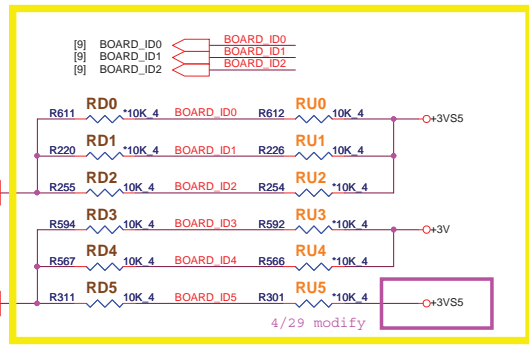 [9] BOARD_ID0 BOARD_ID0
[9] BOARD_ID1 BOARD_ID1
[9] BOARD_ID2 BOARD_ID2
RD0 RU0
R611 *10K_4 BOARD_ID0 R612 10K_4 +3VS5
RD1 RU1
R220 *10K_4 BOARD_ID1 R226 10K_4
RD2 RU2
R255 10K_4 BOARD_ID2 R254 *10K_4
RD3 RU3
R594 10K_4 BOARD_ID3 R592 *10K_4 +3V
RD4 RU4
R567 10K_4 BOARD_ID4 R566 *10K_4
RD5 RU5
R311 10K_4 BOARD_ID5 R301 *10K_4 +3VS5
4/29 modify